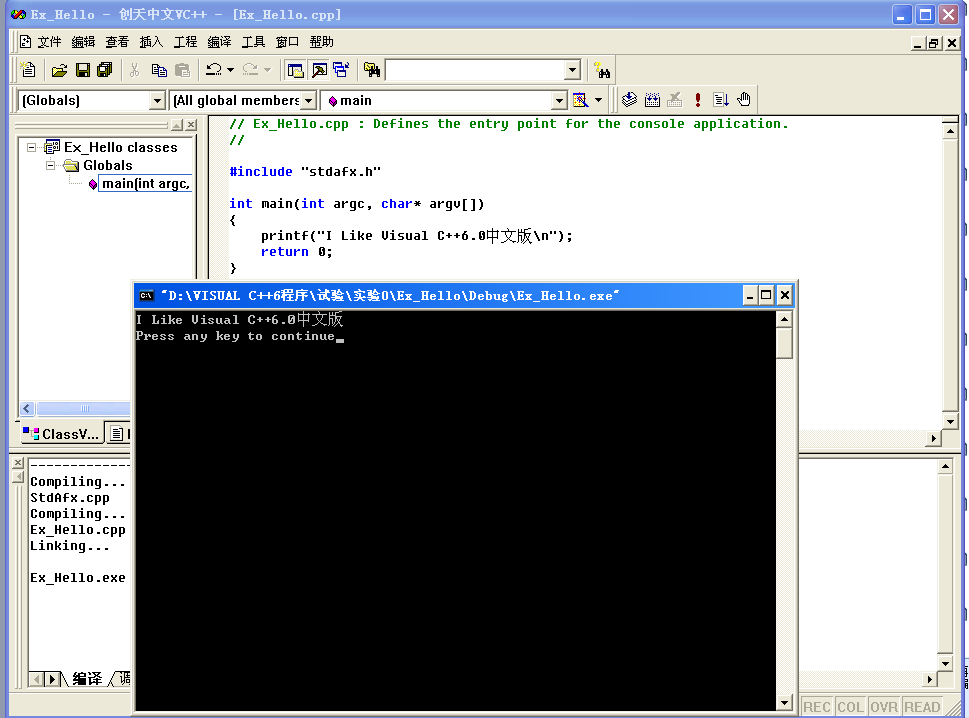 Ex_Hello - 创天中文VC++ - [Ex_Hello.cpp]
文件 编辑 查看 插入 工程 编译 工具 窗口 帮助
(Globals) (All global members main
// Ex_Hello.cpp : Defines the entry point for the console application.
//
#include "stdafx.h"
int main(int argc, char* argv[])
{
printf("I Like Visual C++6.0中文版\n");
return 0;
}
Ex_Hello classes
Globals
main(int argc,
ClassV...
"D:\VISUAL C++6程序\试验\实验0\Ex_Hello\Debug\Ex_Hello.exe"
I Like Visual C++6.0中文版
Press any key to continue
Compiling...
StdAfx.cpp
Compiling...
Ex_Hello.cpp
Linking...
Ex_Hello.exe
编译
REC COL OVR READ